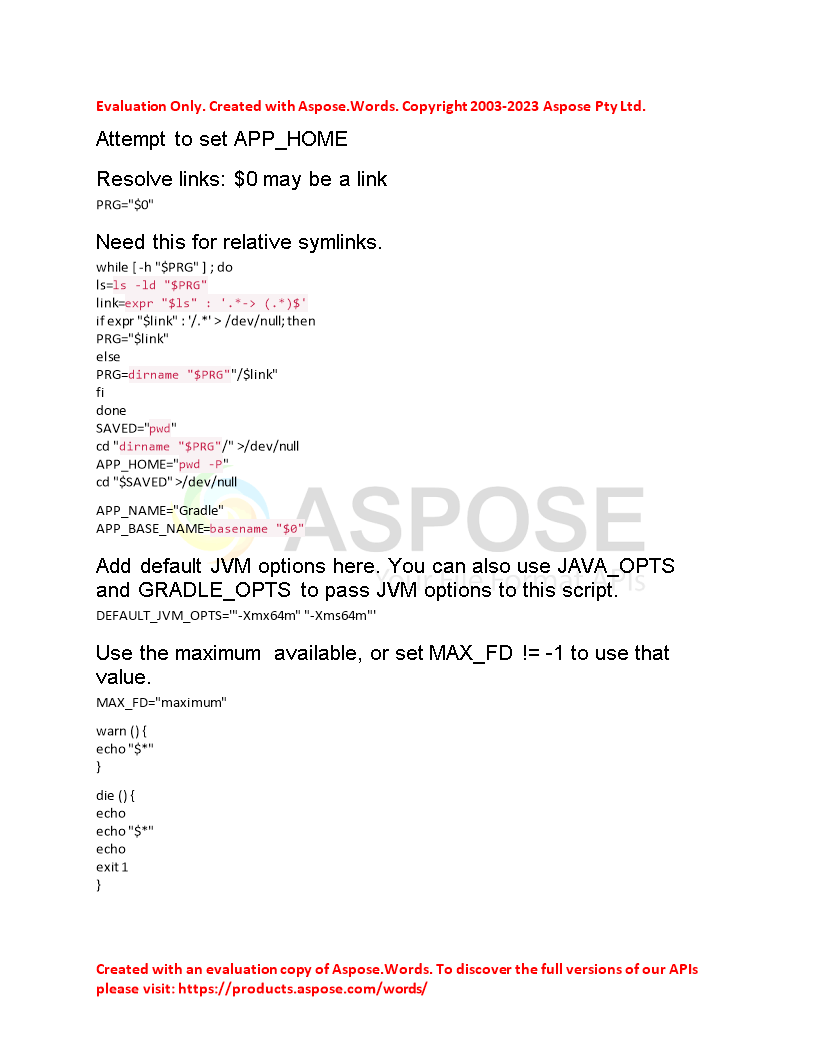 Evaluation Only. Created with Aspose.Words. Copyright 2003-2023 Aspose Pty Ltd.
Attempt to set APP_HOME
Resolve links: $0 may be a link
PRG="$0"
Need this for relative symlinks.
while [ -h "$PRG" ] ; do
ls=ls -ld "$PRG"
link=expr "$ls" : '.*-> (.*)$'
if expr "$link" : '/.*' > /dev/null; then
PRG="$link"
else
PRG=dirname "$PRG""/$link"
fi
done
SAVED="pwd"
cd "dirname "$PRG"/" >/dev/null
APP_HOME="pwd -P"
cd "$SAVED" >/dev/null
APP_NAME="Gradle"
APP_BASE_NAME=basename "$0"
ASPOSE
Your File Format APIs
Add default JVM options here. You can also use JAVA_OPTS
and GRADLE_OPTS to pass JVM options to this script.
DEFAULT_JVM_OPTS='"-Xmx64m" "-Xms64m"'
Use the maximum available, or set MAX_FD != -1 to use that
value.
MAX_FD="maximum"
warn () {
echo "$*"
}
die () {
echo
echo "$*"
echo
exit 1
}
Created with an evaluation copy of Aspose.Words. To discover the full versions of our APIs
please visit: https://products.aspose.com/words/